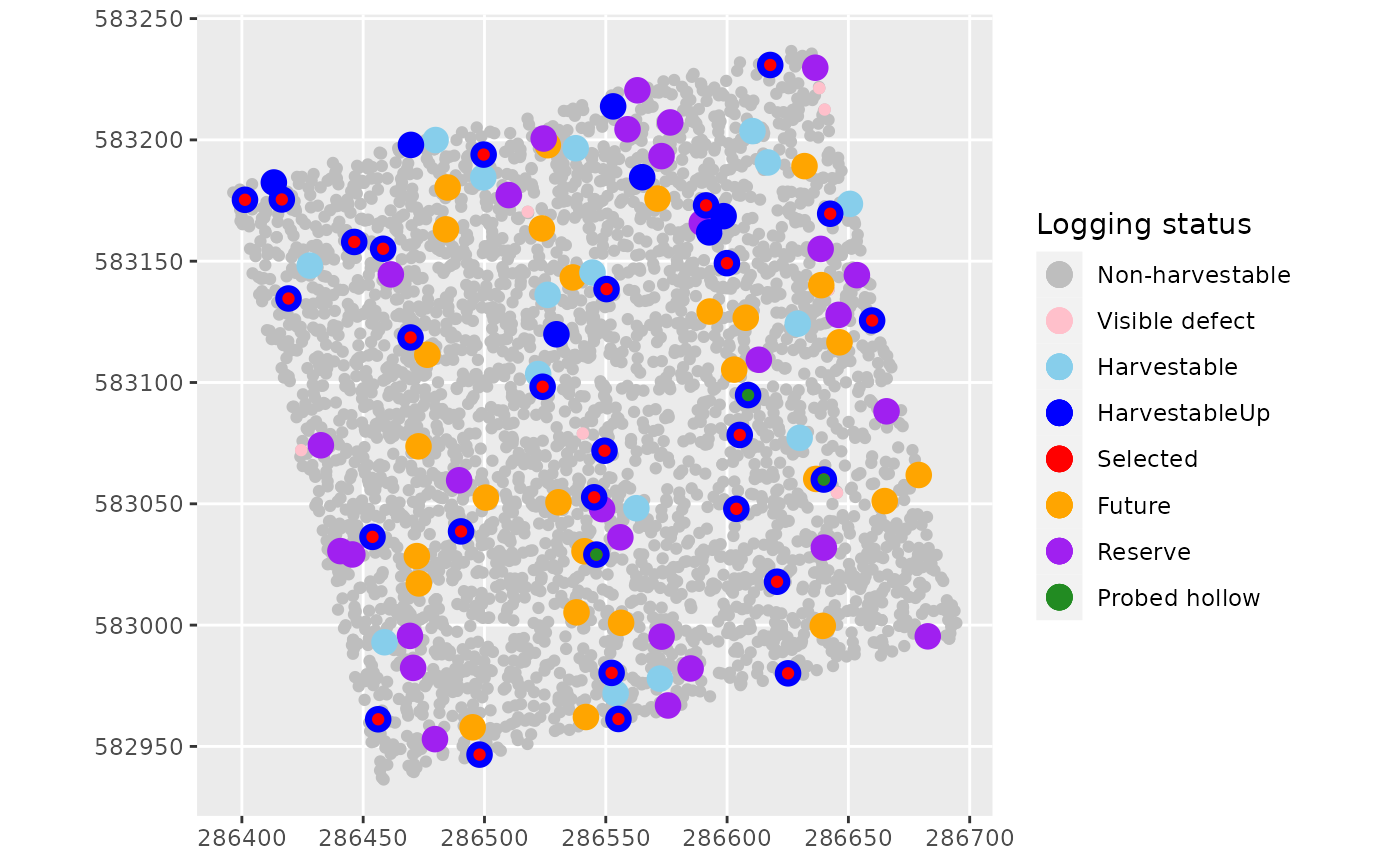 583250
583200
583150
583100
583050
583000
582950
286400 286450 286500 286550 286600 286650 286700
Logging status
Non-harvestable
Visible defect
Harvestable
HarvestableUp
Selected
Future
Reserve
Probed hollow